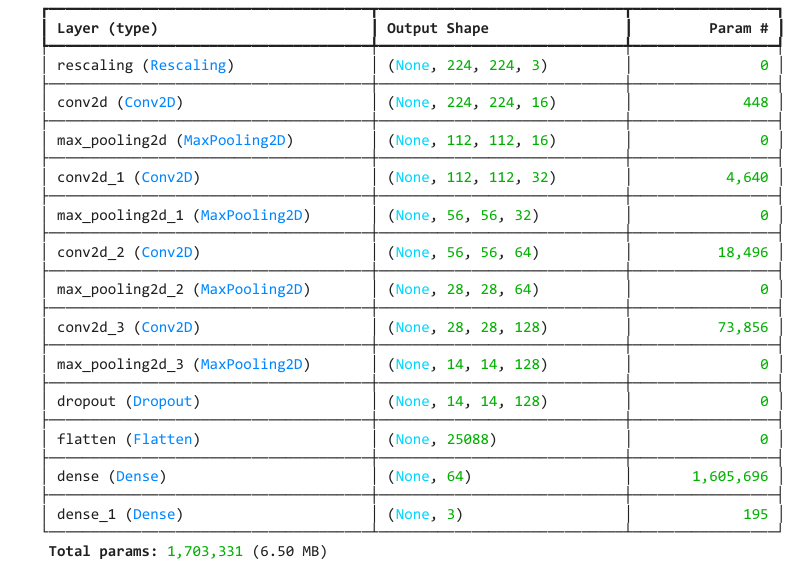 Layer (type) Output Shape Param #
rescaling (Rescaling) (None, 224, 224, 3) 0
conv2d (Conv2D) (None, 224, 224, 16) 448
max_pooling2d (MaxPooling2D) (None, 112, 112, 16) 0
conv2d_1 (Conv2D) (None, 112, 112, 32) 4,640
max_pooling2d_1 (MaxPooling2D) (None, 56, 56, 32) 0
conv2d_2 (Conv2D) (None, 56, 56, 64) 18,496
max_pooling2d_2 (MaxPooling2D) (None, 28, 28, 64) 0
conv2d_3 (Conv2D) (None, 28, 28, 128) 73,856
max_pooling2d_3 (MaxPooling2D) (None, 14, 14, 128) 0
dropout (Dropout) (None, 14, 14, 128) 0
flatten (Flatten) (None, 25088) 0
dense (Dense) (None, 64) 1,605,696
dense_1 (Dense) (None, 3) 195
Total params: 1,703,331 (6.50 MB)